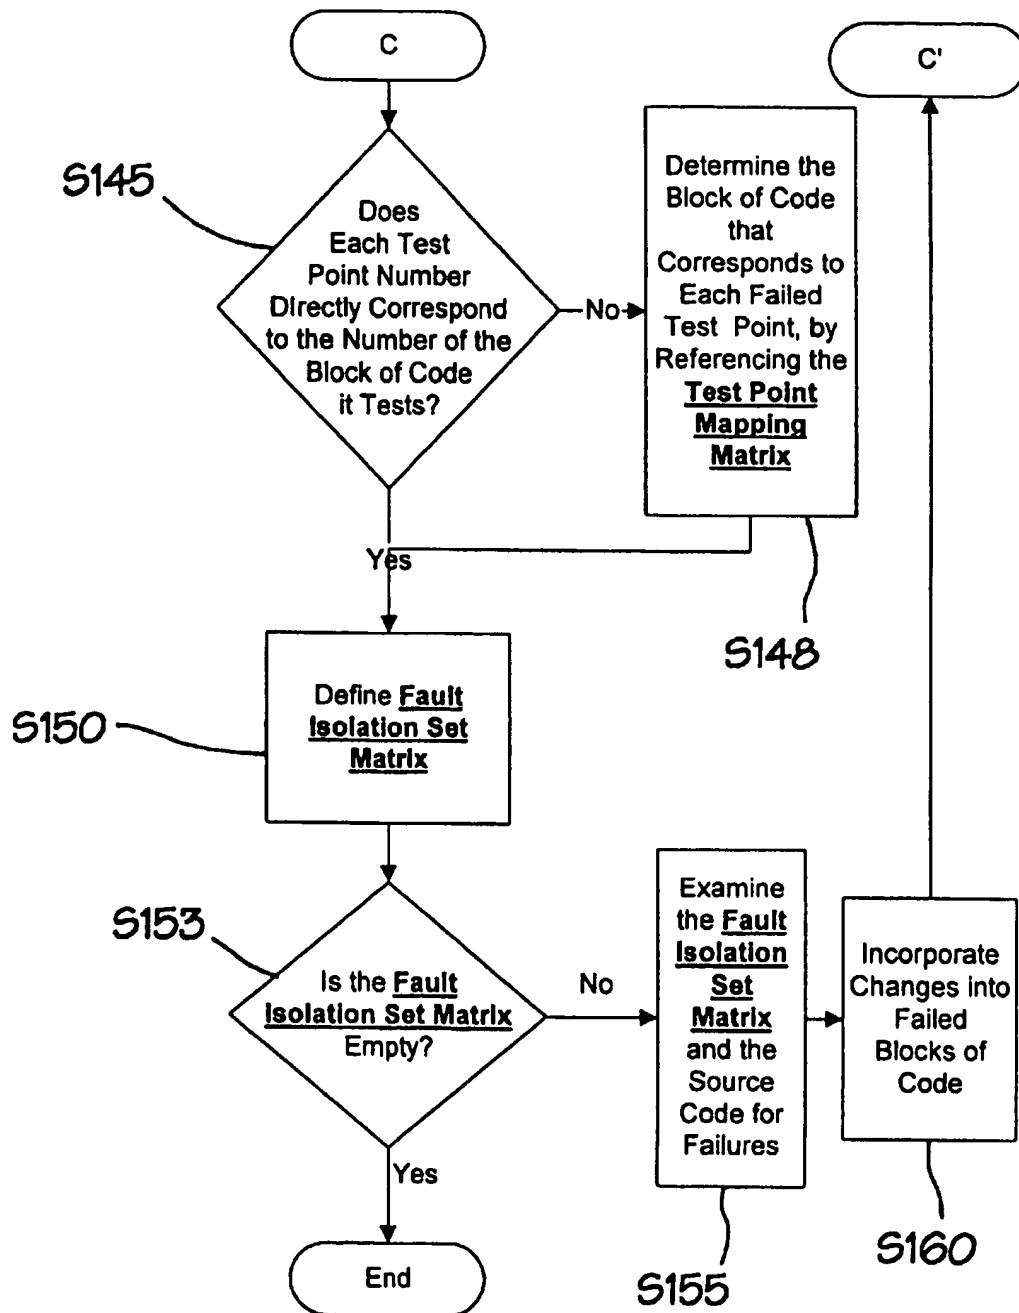 C
C'
S145
Does
Each Test
Point Number
Directly Correspond
to the Number of the
Block of Code
it Tests?
No
Determine the
Block of Code
that
Corresponds to
Each Failed
Test Point, by
Referencing the
Test Point
Mapping
Matrix
Yes
S148
S150
Define Fault
Isolation Set
Matrix
S153
Is the Fault
Isolation Set Matrix
Empty?
No
Examine
the Fault
Isolation
Set
Matrix
and the
Source
Code for
Failures
Incorporate
Changes into
Failed
Blocks of
Code
Yes
S155
S160
End